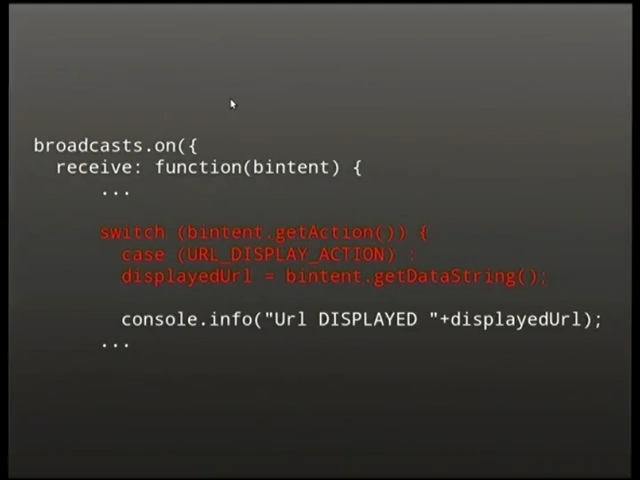 broadcasts.on({
receive: function(bintent) {
...
switch (bintent.getAction()) {
case (URL_DISPLAY_ACTION) :
displayedUrl = bintent.getDataString();
console.info("Url DISPLAYED "+displayedUrl);
...